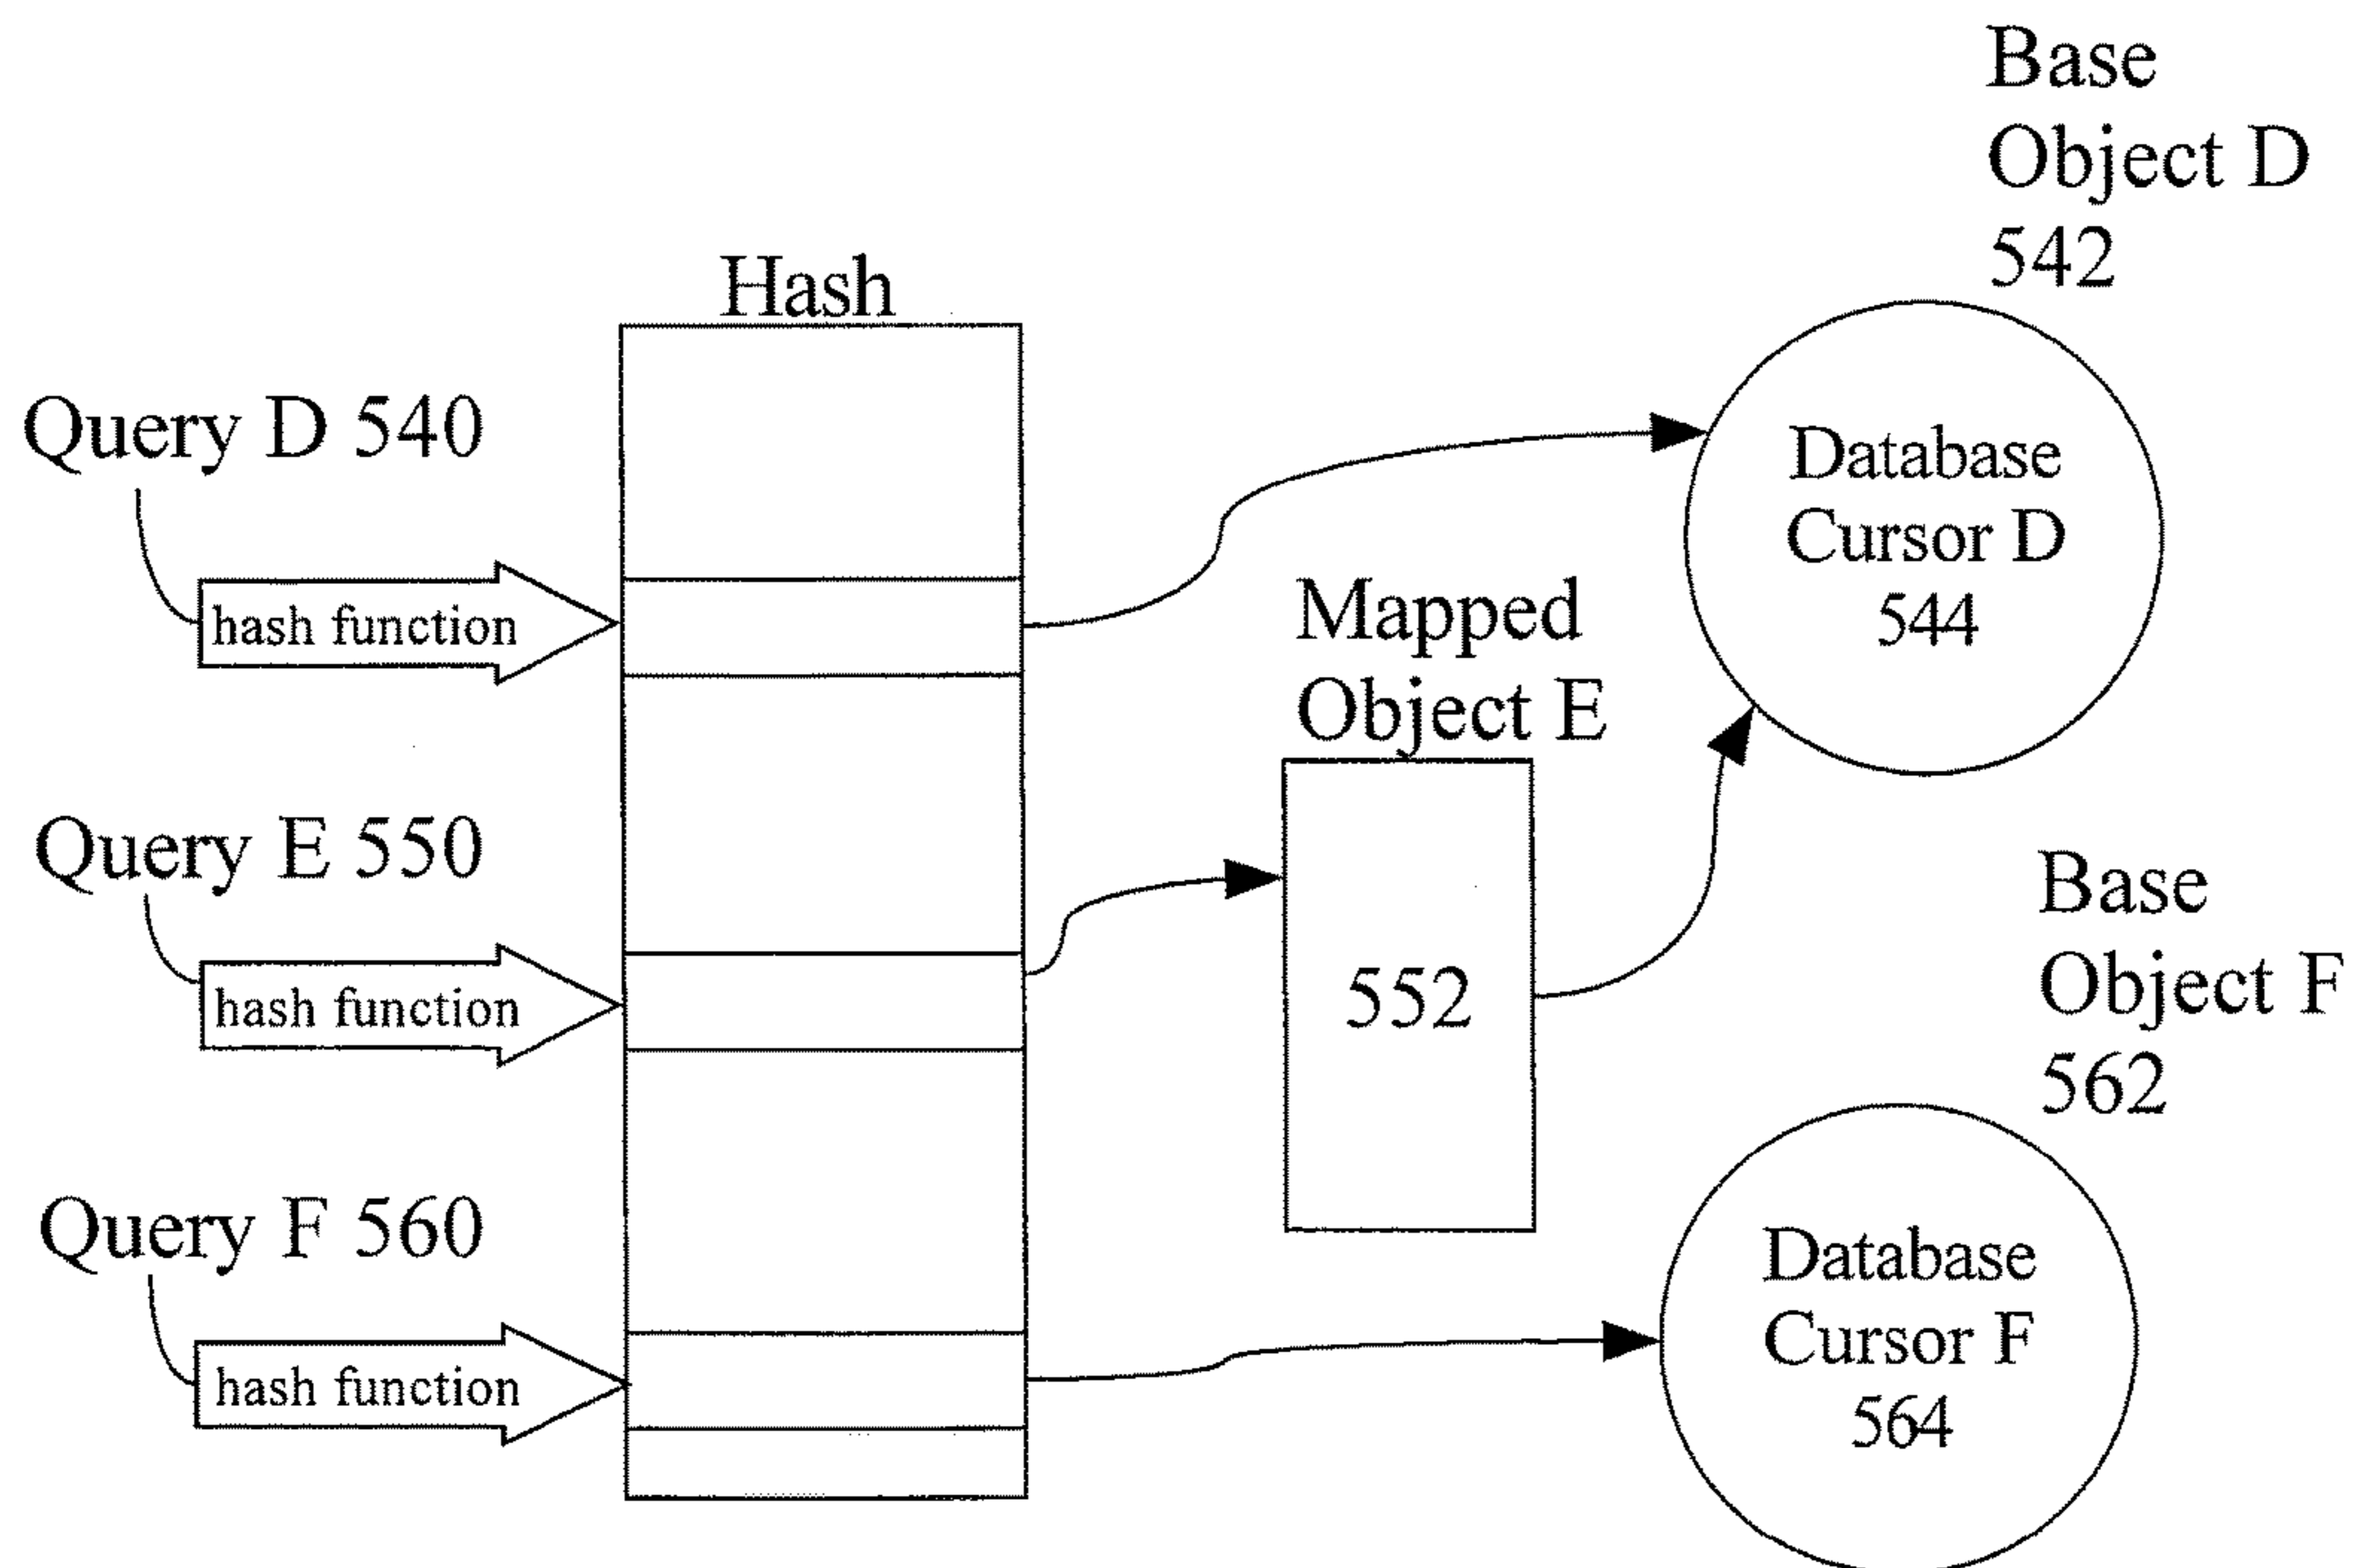 Base
Object D
542
Hash
Query D 540
hash function
Database
Cursor D
544
Mapped
Object E
552
Query E 550
hash function
Base
Object F
562
Query F 560
hash function
Database
Cursor F
564